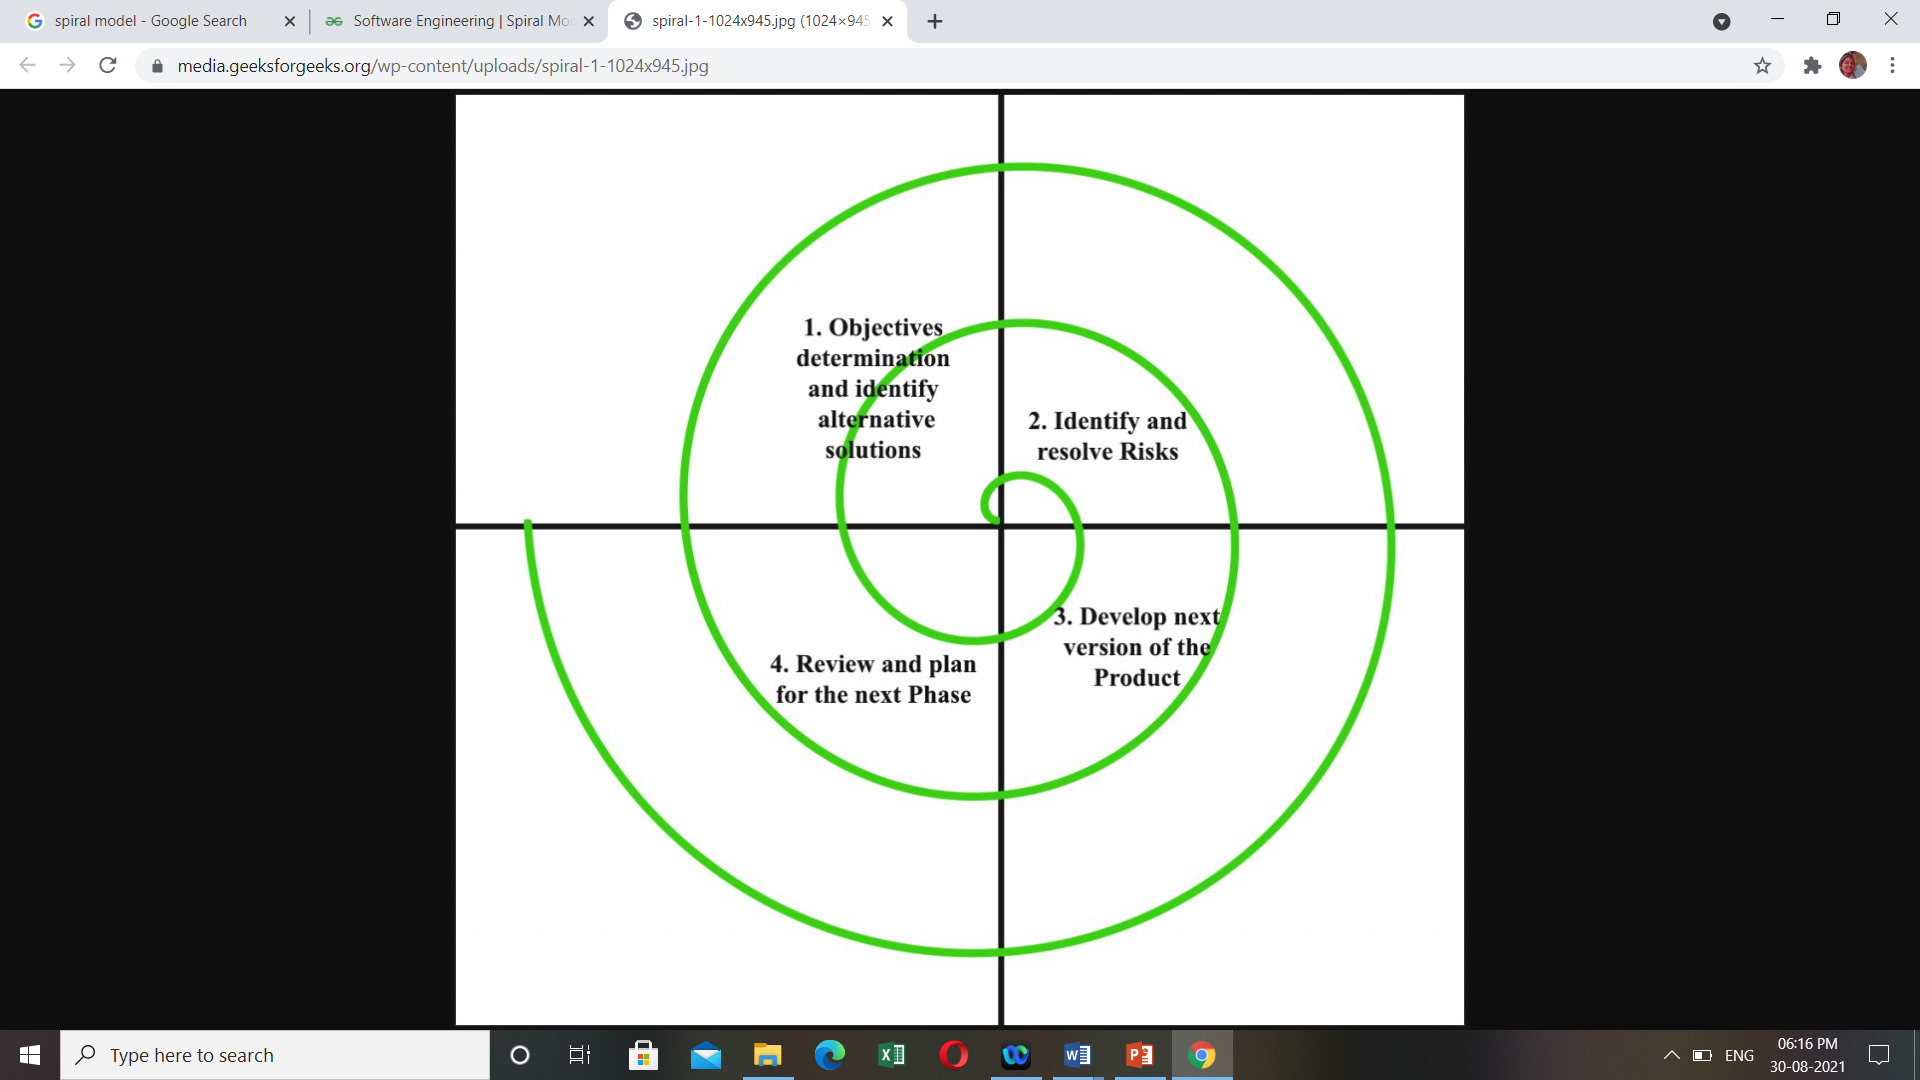 spiral model - Google Search
Software Engineering | Spiral Mo
spiral-1-1024x945.jpg (1024×945
media.geeksforgeeks.org/wp-content/uploads/spiral-1-1024x945.jpg
1. Objectives
determination
and identify
alternative
solutions
2. Identify and
resolve Risks
3. Develop next
version of the
Product
4. Review and plan
for the next Phase
Type here to search
ENG
06:16 PM
30-08-2021